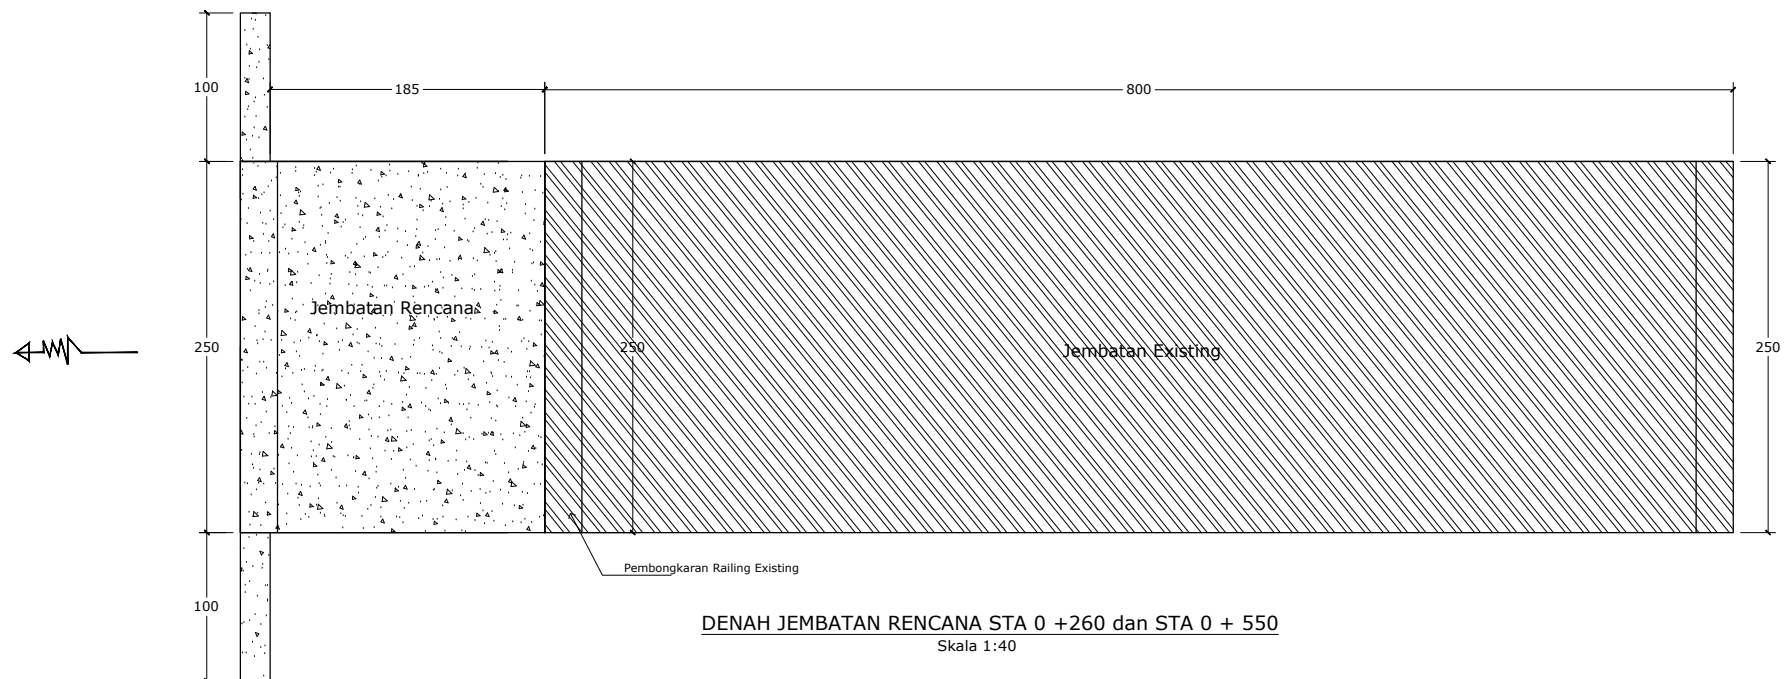 100
185
800
Jembatan Rencana
250
250
Jembatan Existing
250
Pembongkaran Railing Existing
100
DENAH JEMBATAN RENCANA STA 0 +260 dan STA 0 + 550
Skala 1:40